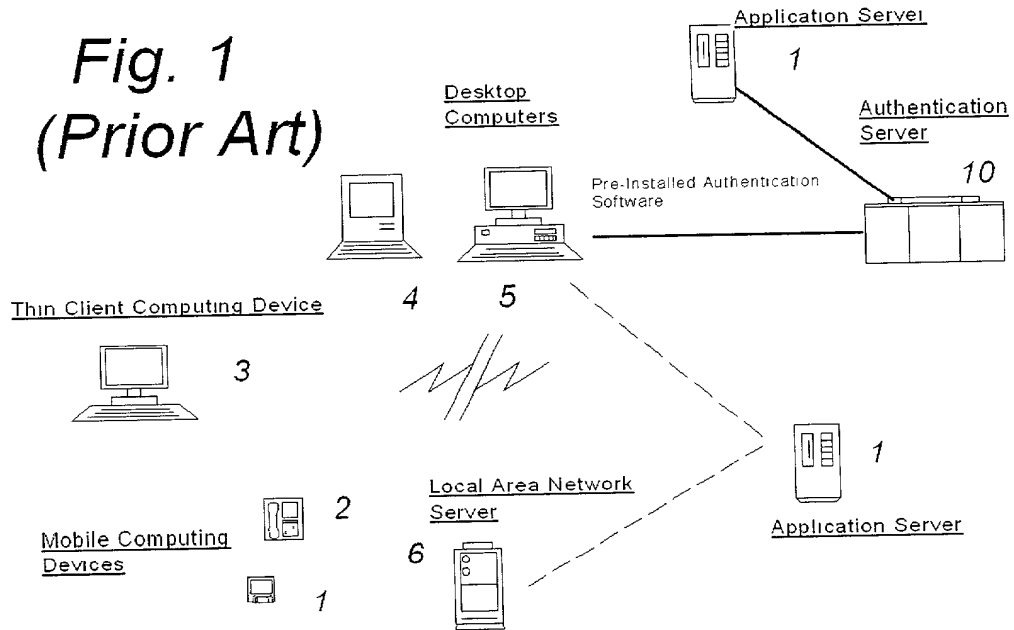 Fig. 1
(Prior Art)
Application Server
1
Desktop
Computers
Authentication
Server
10
Pre-Installed Authentication
Software
4
5
Thin Client Computing Device
3
Local Area Network
Server
6
1
Application Server
2
Mobile Computing
Devices
1